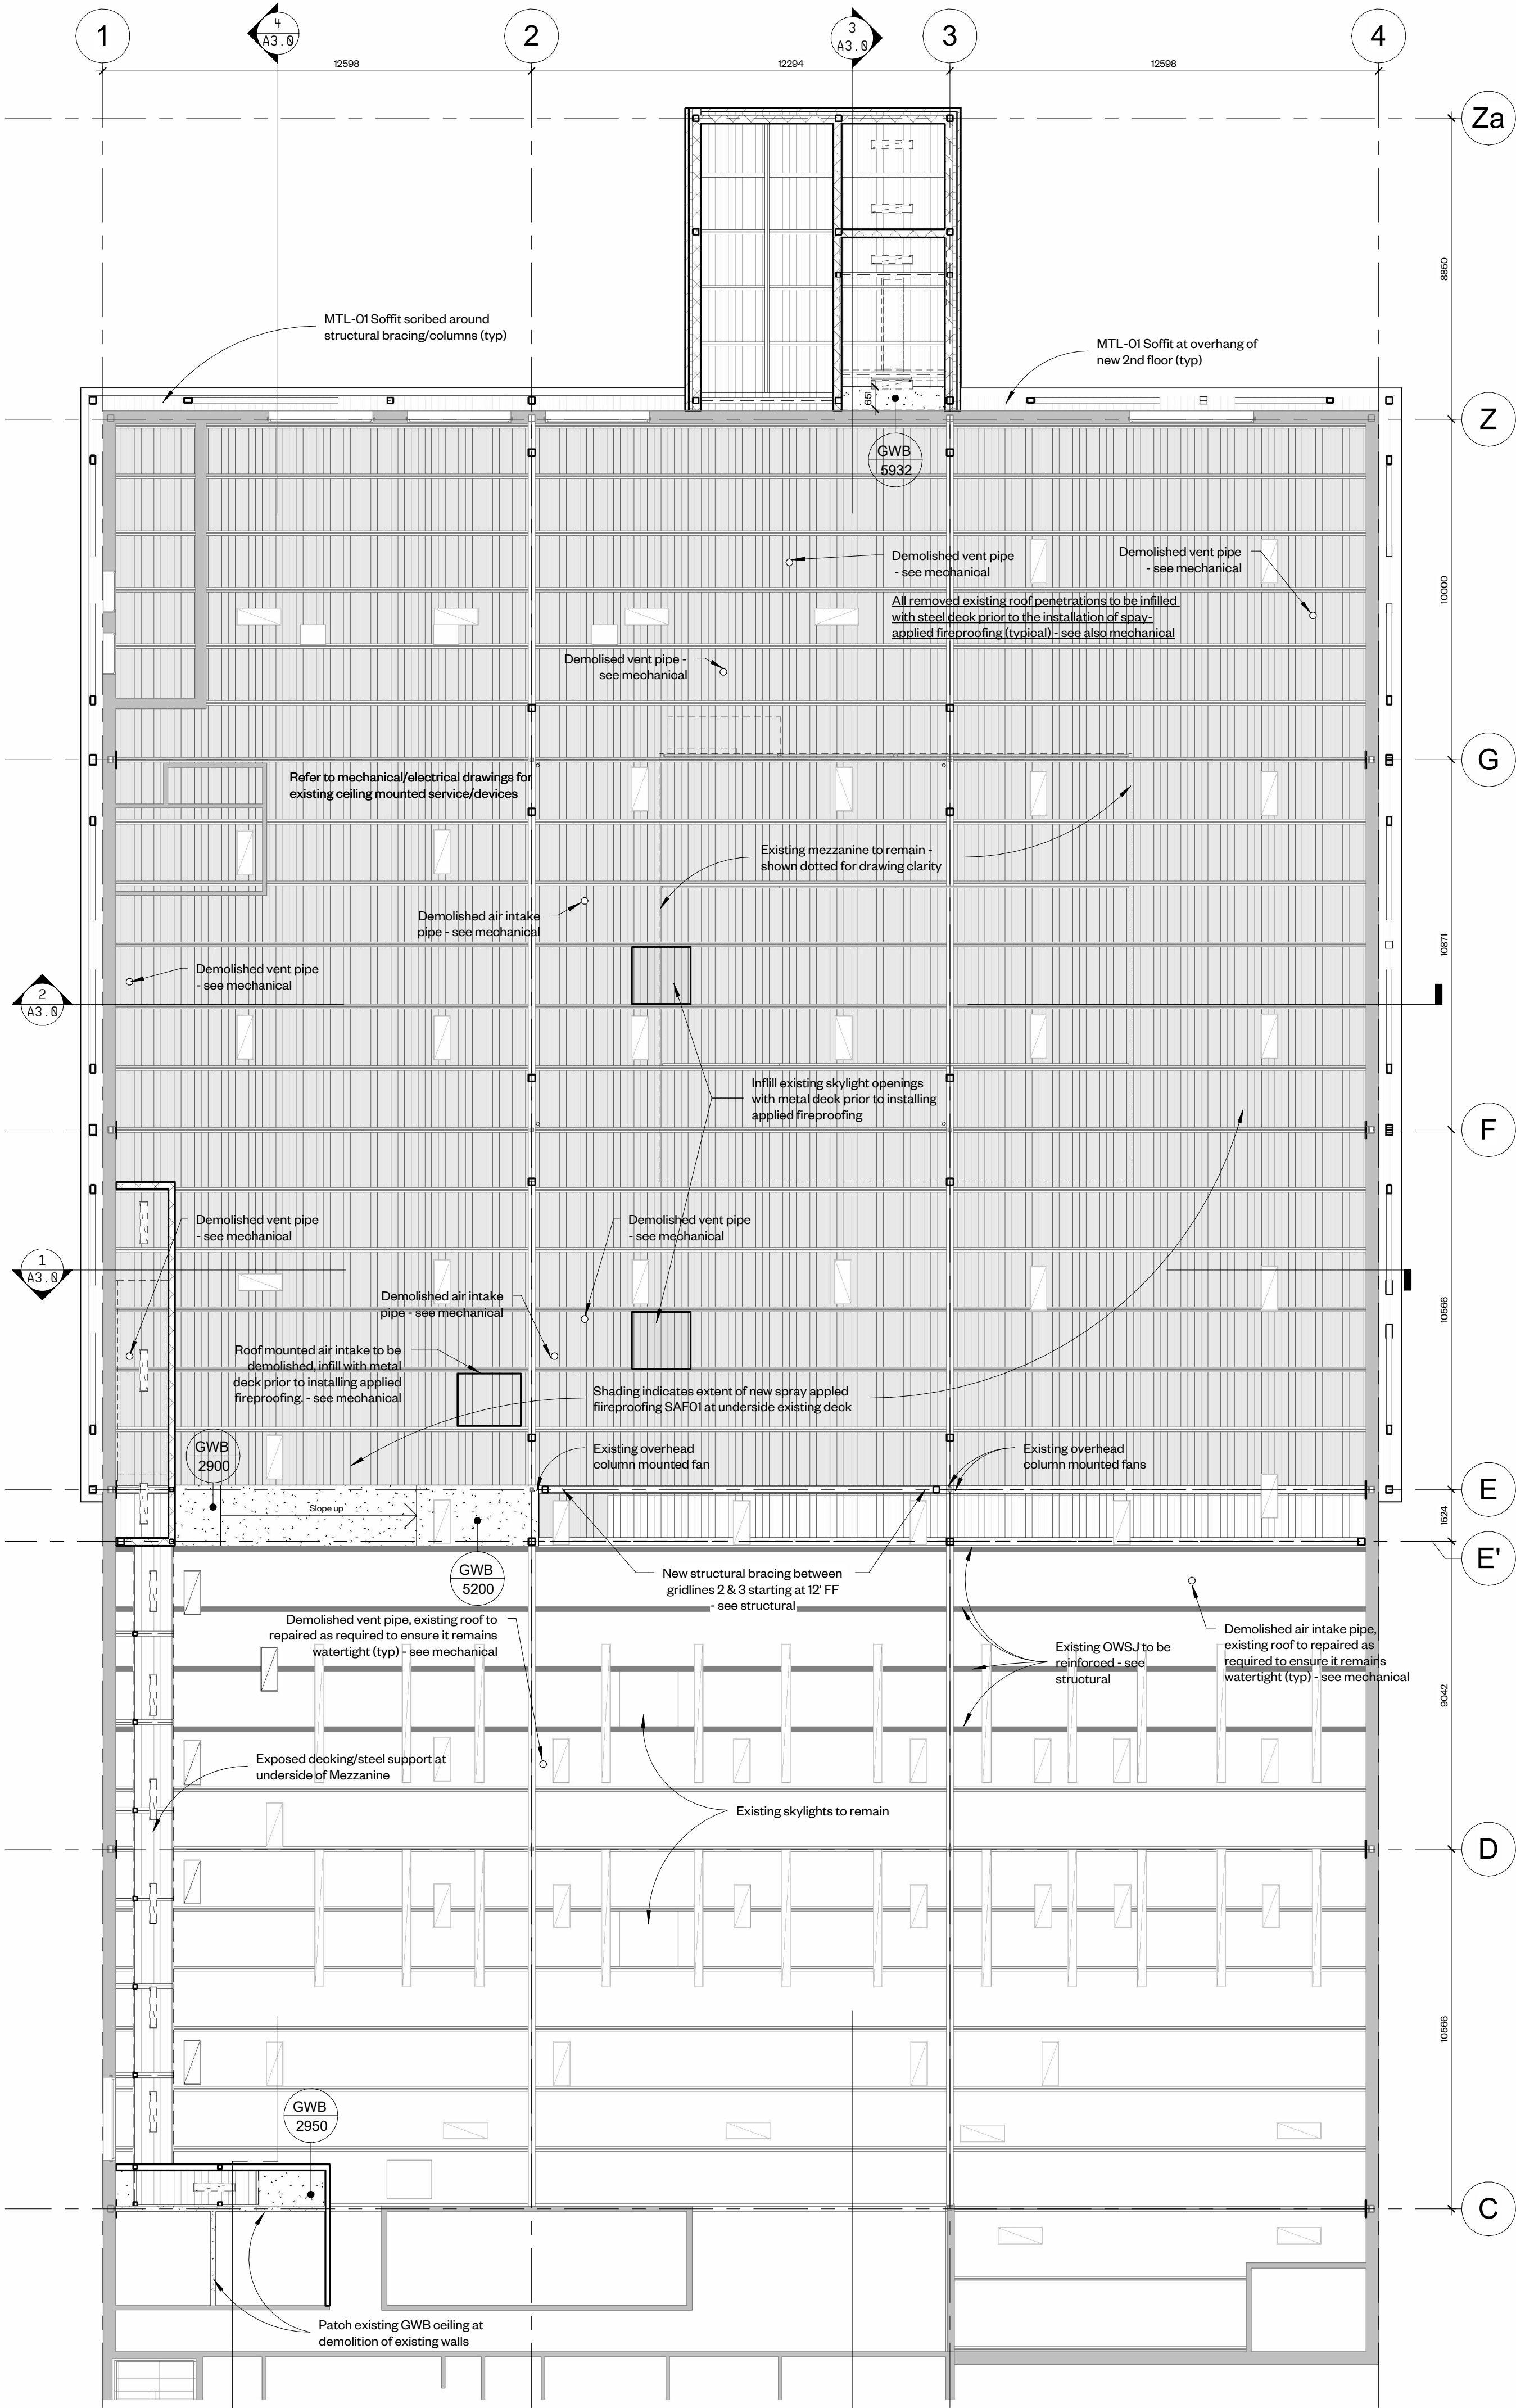 1
4
A3.0
2
3
A3.0
3
4
12598
12294
12598
Za
8850
MTL-01 Soffit scribed around
structural bracing/columns (typ)
MTL-01 Soffit at overhang of
new 2nd floor (typ)
651
Z
GWB
5932
Demolished vent pipe
- see mechanical
Demolished vent pipe
- see mechanical
10000
All removed existing roof penetrations to be infilled
with steel deck prior to the installation of spay-
applied fireproofing (typical) - see also mechanical
Demolised vent pipe -
see mechanical
G
Refer to mechanical/electrical drawings for
existing ceiling mounted service/devices
Existing mezzanine to remain -
shown dotted for drawing clarity
Demolished air intake
pipe - see mechanical
10871
Demolished vent pipe
- see mechanical
2
A3.0
Inflill existing skylight openings
with metal deck prior to installing
applied fireproofing
F
Demolished vent pipe
- see mechanical
Demolished vent pipe
- see mechanical
1
A3.0
Demolished air intake
pipe - see mechanical
10566
Roof mounted air intake to be
demolished, infill with metal
deck prior to installing applied
fireproofing. - see mechanical
Shading indicates extent of new spray applied
fiireproofing SAF01 at underside existing deck
GWB
2900
Existing overhead
column mounted fan
Existing overhead
column mounted fans
E
Slope up
1524
E'
GWB
5200
New structural bracing between
gridlines 2 & 3 starting at 12' FF
- see structural
Demolished vent pipe, existing roof to
repaired as required to ensure it remains
watertight (typ) - see mechanical
Existing OWSJ to be
reinforced - see
structural
Demolished air intake pipe,
existing roof to repaired as
required to ensure it remains
watertight (typ) - see mechanical
9042
Exposed decking/steel support at
underside of Mezzanine
Existing skylights to remain
D
10566
GWB
2950
C
Patch existing GWB ceiling at
demolition of existing walls